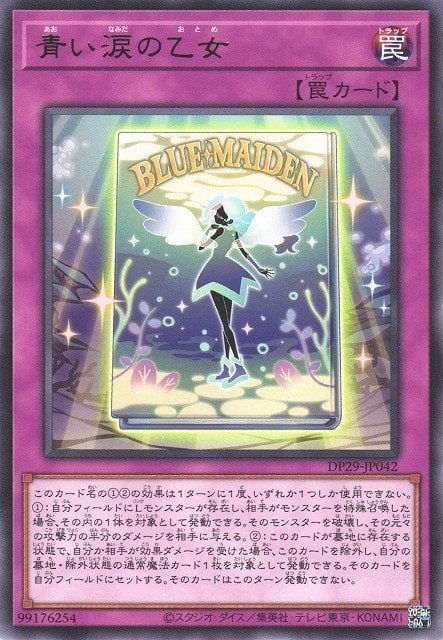 青い涙の乙女
罠
【罠カード】
BLUE MAIDEN
DP29-JP042
このカード名の①②の効果は1ターンに1度、いずれか1つしか使用できない。
①：自分フィールドにLモンスターが存在し、相手がモンスターを特殊召喚した
場合、その内の1体を対象として発動できる。そのモンスターを破壊し、その元々
の攻撃力の半分のダメージを相手に与える。②：このカードが墓地に存在する
状態で、自分か相手が効果ダメージを受けた場合、このカードを除外し、自分の
墓地・除外状態の通常魔法カード1枚を対象として発動できる。そのカードを
自分フィールドにセットする。そのカードはこのターン発動できない。
99176254
©スタジオ・ダイス／集英社・テレビ東京・KONAMI